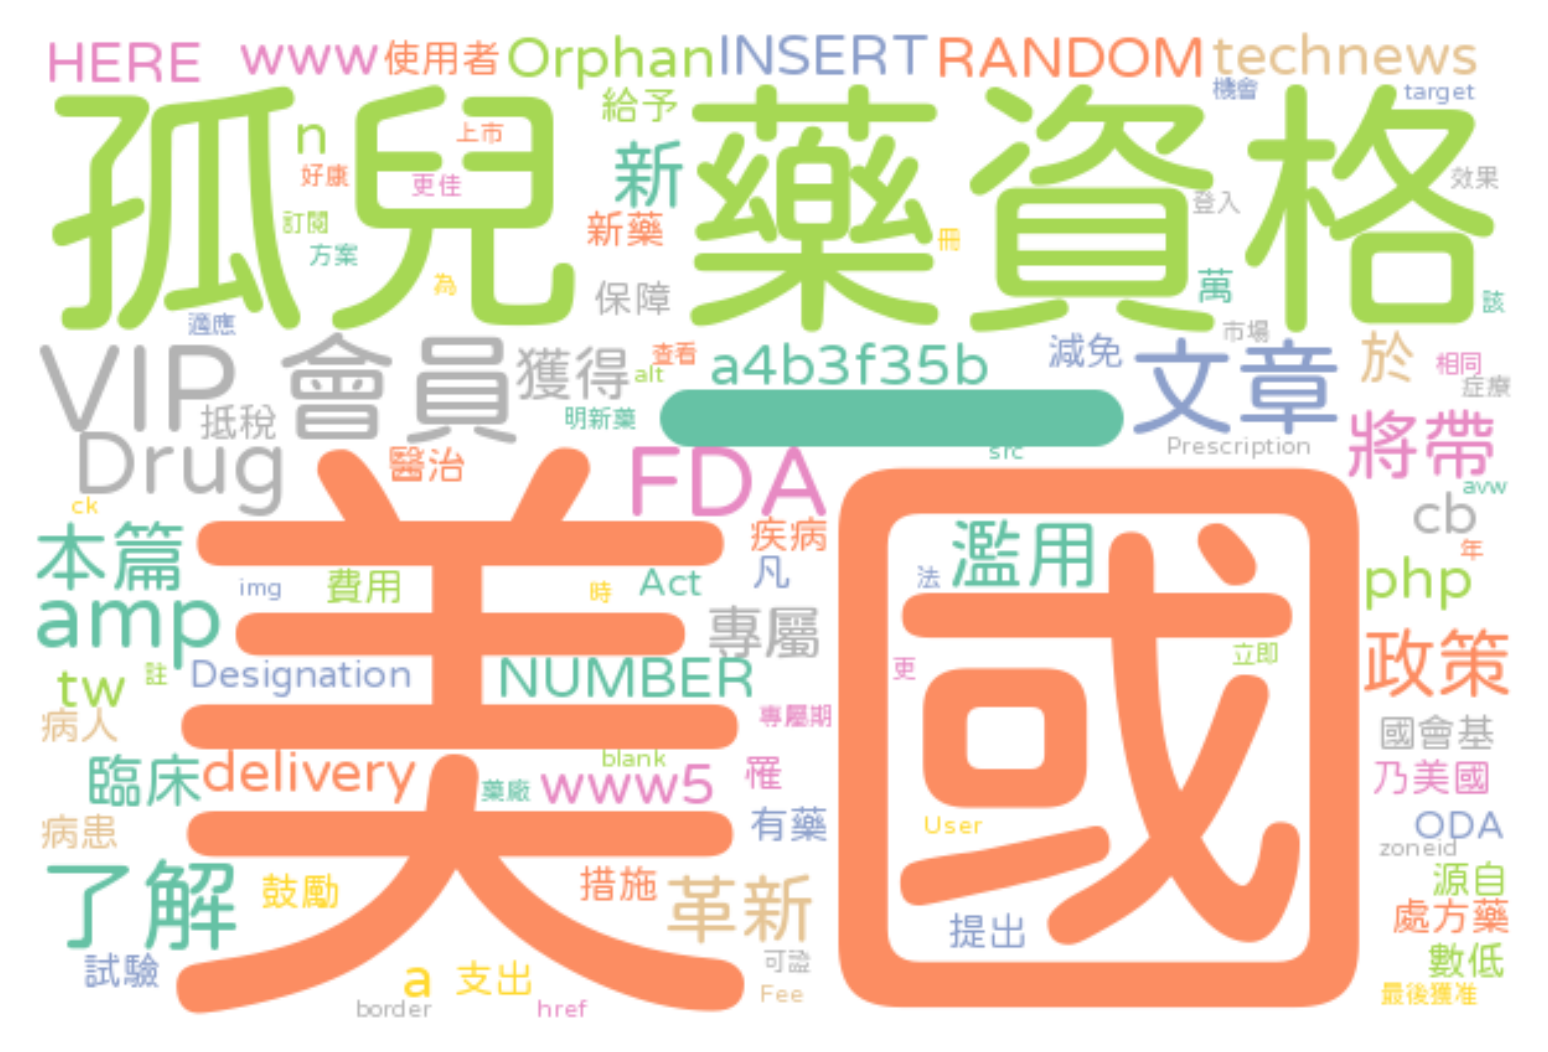 HERE www 使用者 Orphan INSERT RANDOM technews
機會 target
給予
孤兒 藥資格
n 上市
好康 更佳 新 效果
訂閱 新藥 登入
方案 冊
為 保障 萬 該
適應 市場
VIP 會員 獲得 查看 alt a4b3f35b 減免 文章 於 相同
症療
抵稅 明新藥 將帶
Drug 醫治 FDA src Prescription
avw
ck cb
本篇 美國 疾病 濫用 年
img 費用 時 Act 凡 法 php
amp 專屬
更 立即 政策
tw 註 Designation NUMBER
病人 專屬期 國會基
臨床 delivery blank 藥廠 www5 罹 乃美國
病患 有藥 User ODA
zoneid
了解 鼓勵 措施 革新 源自
提出 處方藥
試驗 a 支出 可證 數低
border href Fee 最後獲准